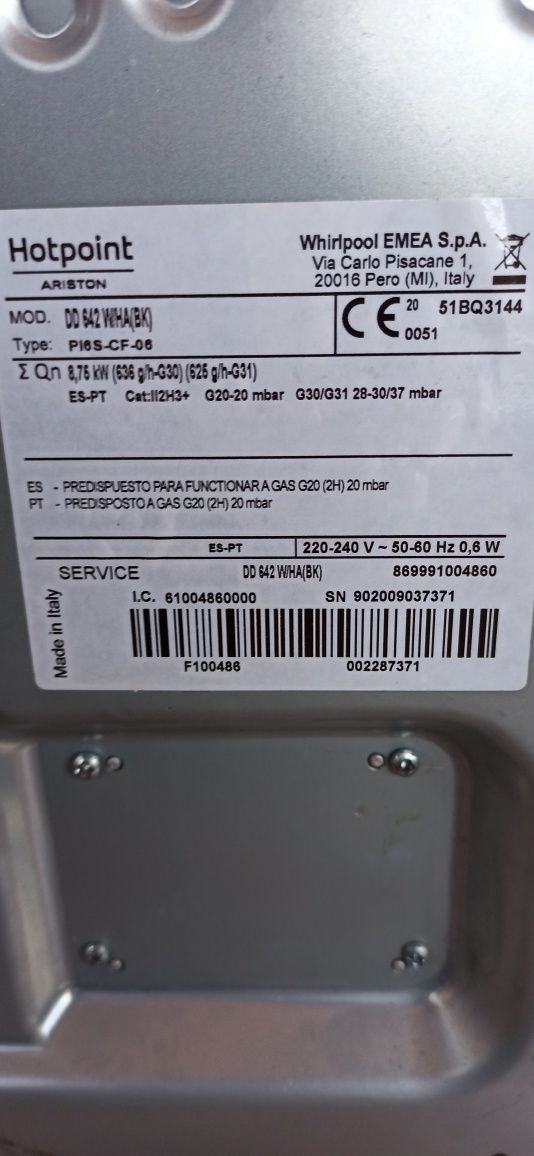 Hotpoint
ARISTON
Whirlpool EMEA S.p.A.
Via Carlo Pisacane 1,
20016 Pero (MI), Italy
MOD. DD 642 W/HA(BK)
Type: PI6S-CF-06
CE 20 51BQ3144
0051
Σ Qn 8,75 kW (636 g/h-G30) (625 g/h-G31)
ES-PT Cat:II2H3+ G20-20 mbar G30/G31 28-30/37 mbar
ES - PREDISPUESTO PARA FUNCTIONAR A GAS G20 (2H) 20 mbar
PT - PREDISPOSTO A GAS G20 (2H) 20 mbar
ES-PT 220-240 V ~ 50-60 Hz 0,6 W
SERVICE DD 642 W/HA(BK) 869991004860
I.C. 61004860000 SN 902009037371
Made in Italy
F100486 002287371